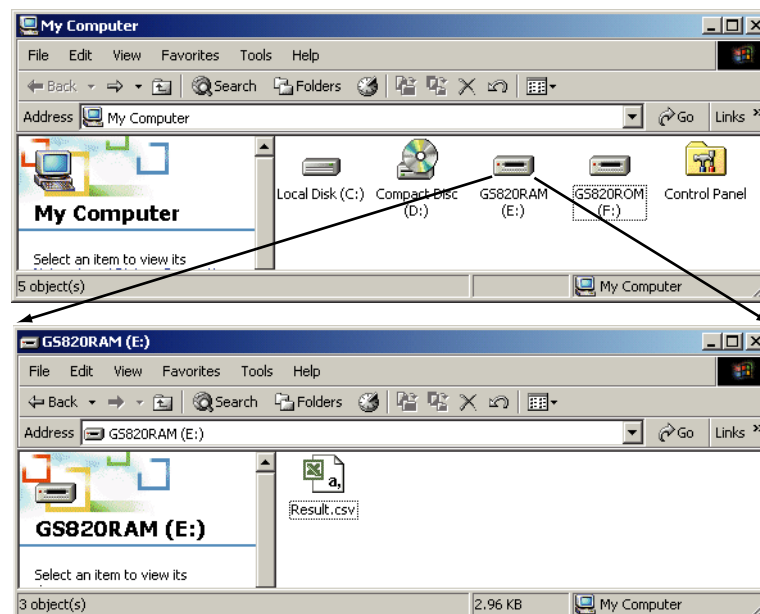 My Computer
File Edit View Favorites Tools Help
Back Search Folders
Address My Computer Go Links »
Local Disk (C:) Compact Disc (D:) GS820RAM (E:) GS820ROM (F:) Control Panel
My Computer
Select an item to view its
5 object(s) My Computer
GS820RAM (E:)
File Edit View Favorites Tools Help
Back Search Folders
Address GS820RAM (E:) Go Links »
a,
Result.csv
GS820RAM (E:)
Select an item to view its
3 object(s) 2.96 KB My Computer